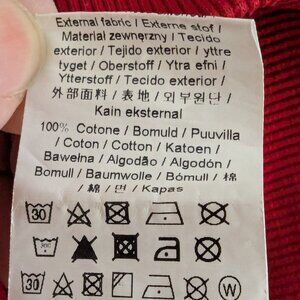 External fabric / Externe stof /
Material zewnętrzny / Tecido
exterior / Tejido exterior / yttre
tyget / Oberstoff / Ytra efni /
Ytterstoff / Tecido exterior /
外部面料 / 表地 / 외부원단 /
Kain eksternal
100% Cotone / Bomuld / Puuvilla
/ Coton / Cotton / Katoen /
Bawełna / Algodão / Algodón /
Bomull / Baumwolle / Bómull / 棉
/ 綿 / 면 / Kapas
30
30
W